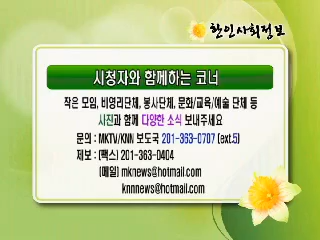 한인사회정보
시청자와 함께하는 코너
작은 모임, 비영리단체, 봉사단체, 문화/교육/예술 단체 등
사진과 함께 다양한 소식 보내주세요
문의 : MKTV/KNN 보도국 201-363-0707 (ext.5)
제보 : [팩스] 201-363-0404
[메일] mknews@hotmail.com
knnnews@hotmail.com